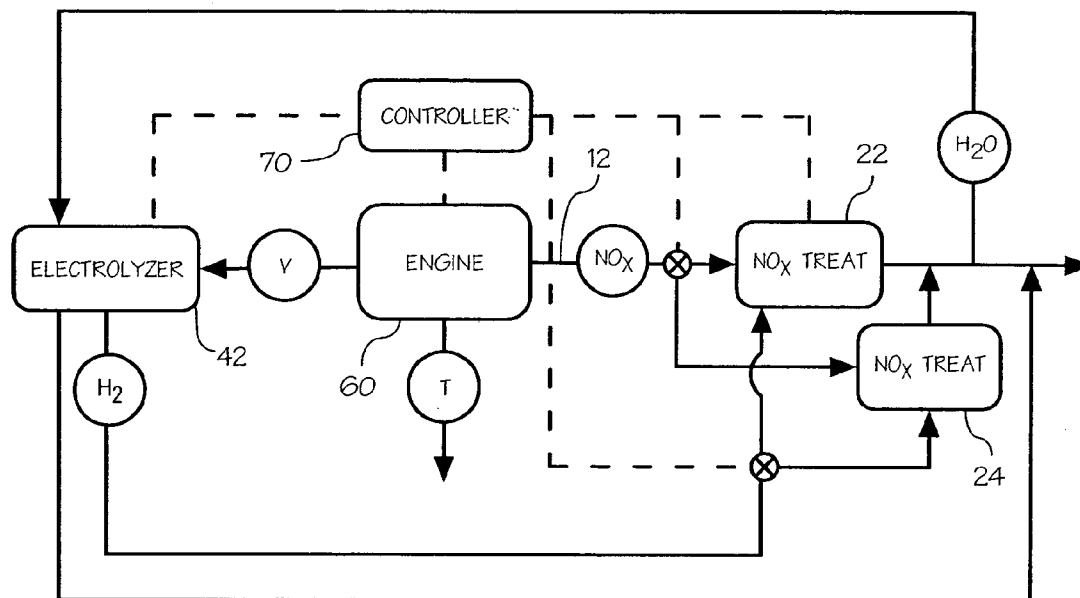 CONTROLLER
70
12
H2O
22
ELECTROLYZER
V
ENGINE
NOX
NOX TREAT
42
60
H2
T
NOX TREAT
24